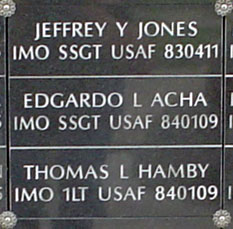 JEFFREY Y JONES
IMO SSGT USAF 830411
EDGARDO L ACHA
IMO SSGT USAF 840109
THOMAS L HAMBY
IMO 1LT USAF 840109